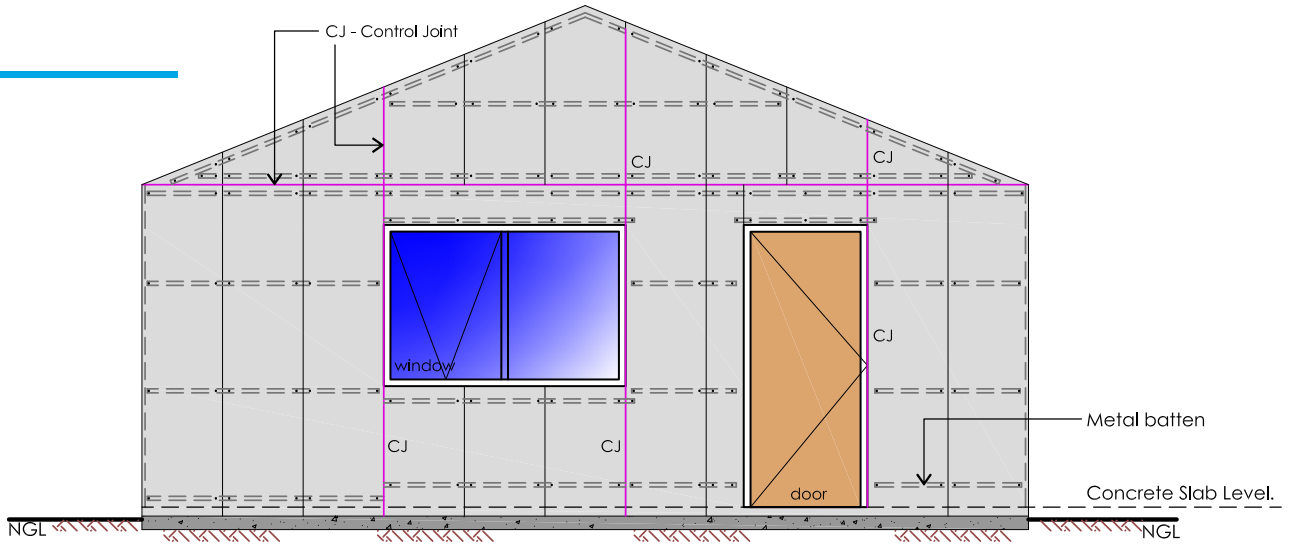 CJ - Control Joint
CJ
CJ
window
CJ
CJ
CJ
Metal batten
door
Concrete Slab Level.
NGL
NGL